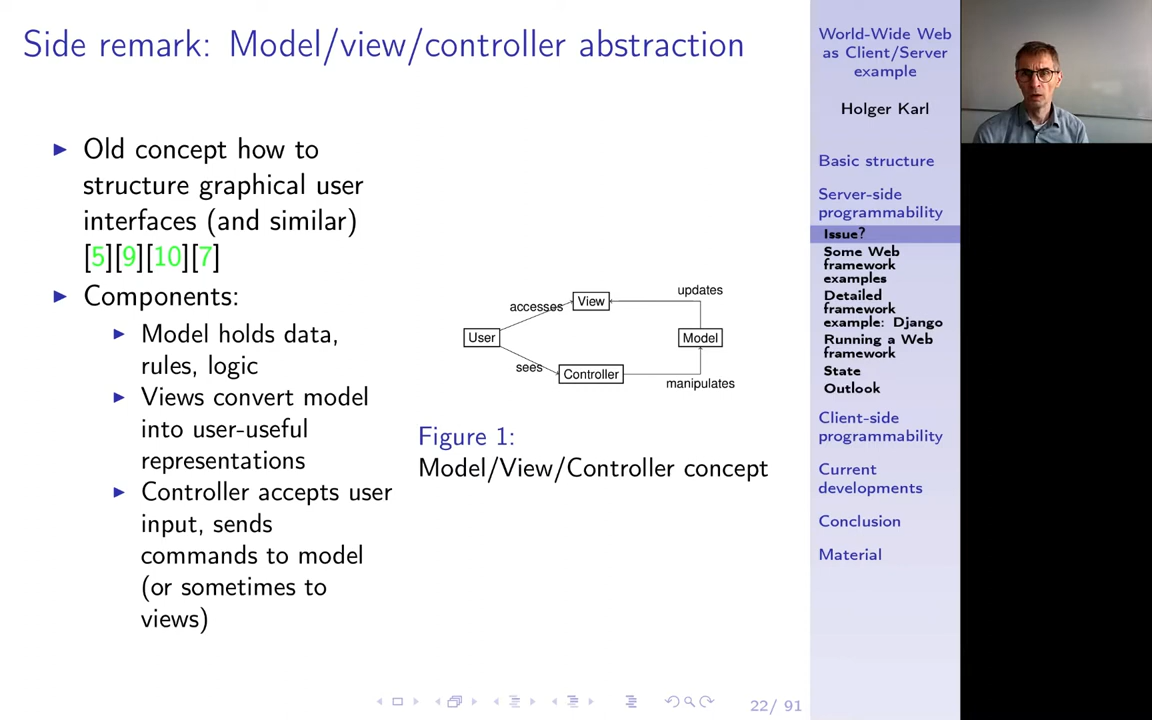 Side remark: Model/view/controller abstraction
▶ Old concept how to
structure graphical user
interfaces (and similar)
[5][9][10][7]
▶ Components:
▶ Model holds data,
rules, logic
▶ Views convert model
into user-useful
representations
▶ Controller accepts user
input, sends
commands to model
(or sometimes to
views)
updates
accesses
View
User
Model
sees
Controller
manipulates
Figure 1:
Model/View/Controller concept
World-Wide Web
as Client/Server
example
Holger Karl
Basic structure
Server-side
programmability
Issue?
Some Web
framework
examples
Detailed
framework
example: Django
Running a Web
framework
State
Outlook
Client-side
programmability
Current
developments
Conclusion
Material
22/ 91